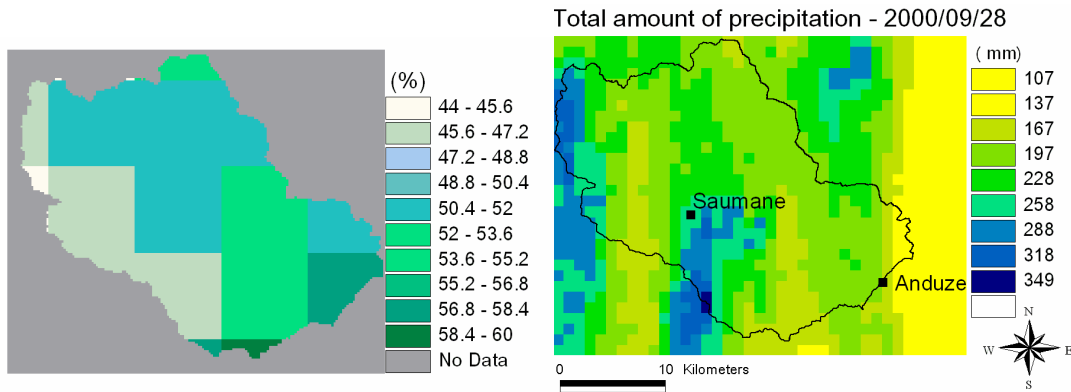 (%)
44 - 45.6
45.6 - 47.2
47.2 - 48.8
48.8 - 50.4
50.4 - 52
52 - 53.6
53.6 - 55.2
55.2 - 56.8
56.8 - 58.4
58.4 - 60
No Data
Total amount of precipitation - 2000/09/28
( mm)
107
137
167
197
228
258
288
318
349
Saumane
Anduze
0 10 Kilometers
N
W E
S